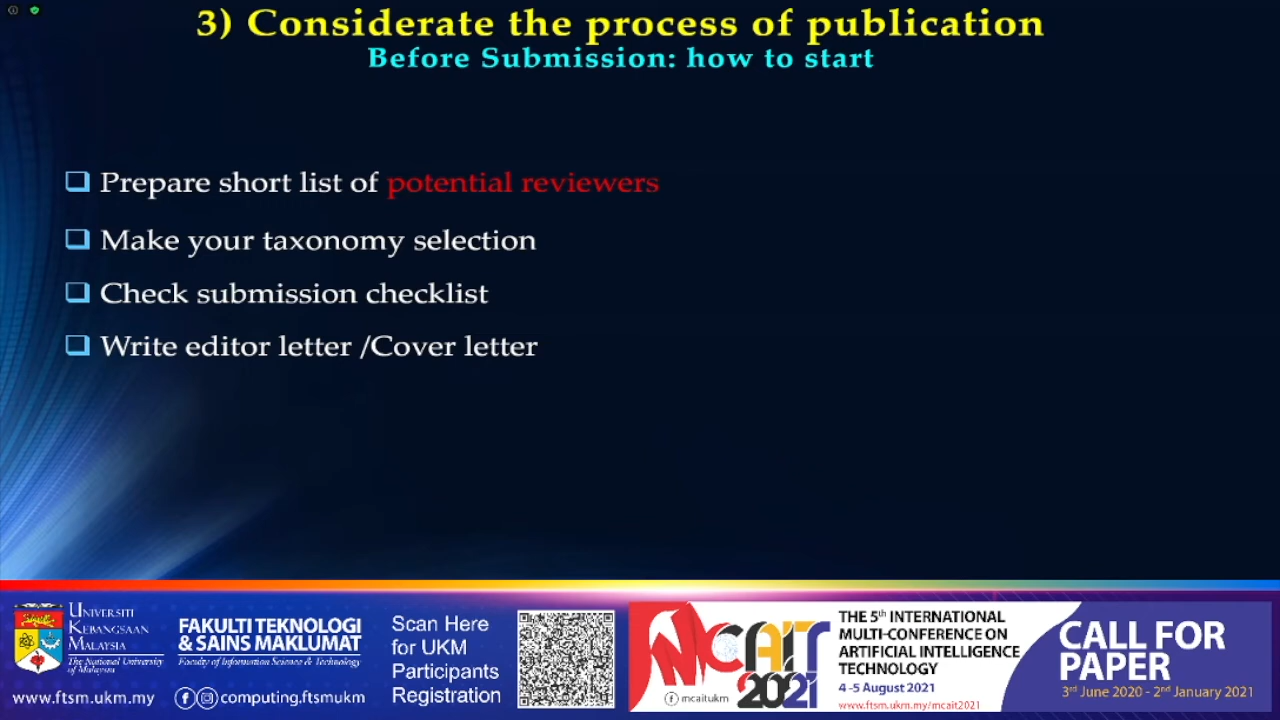 3) Considerate the process of publication
Before Submission: how to start
Prepare short list of potential reviewers
Make your taxonomy selection
Check submission checklist
Write editor letter /Cover letter
UNIVERSITI
KEBANGSAAN
MALAYSIA
The National University
of Malaysia
www.ftsm.ukm.my
FAKULTI TEKNOLOGI
& SAINS MAKLUMAT
Faculty of Information Science & Technology
computing.ftsmukm
Scan Here
for UKM
Participants
Registration
MCAIT
2021
mcaitukm
THE 5th INTERNATIONAL
MULTI-CONFERENCE ON
ARTIFICIAL INTELLIGENCE
TECHNOLOGY
4 -5 August 2021
www.ftsm.ukm.my/mcait2021
CALL FOR
PAPER
3rd June 2020 - 2nd January 2021